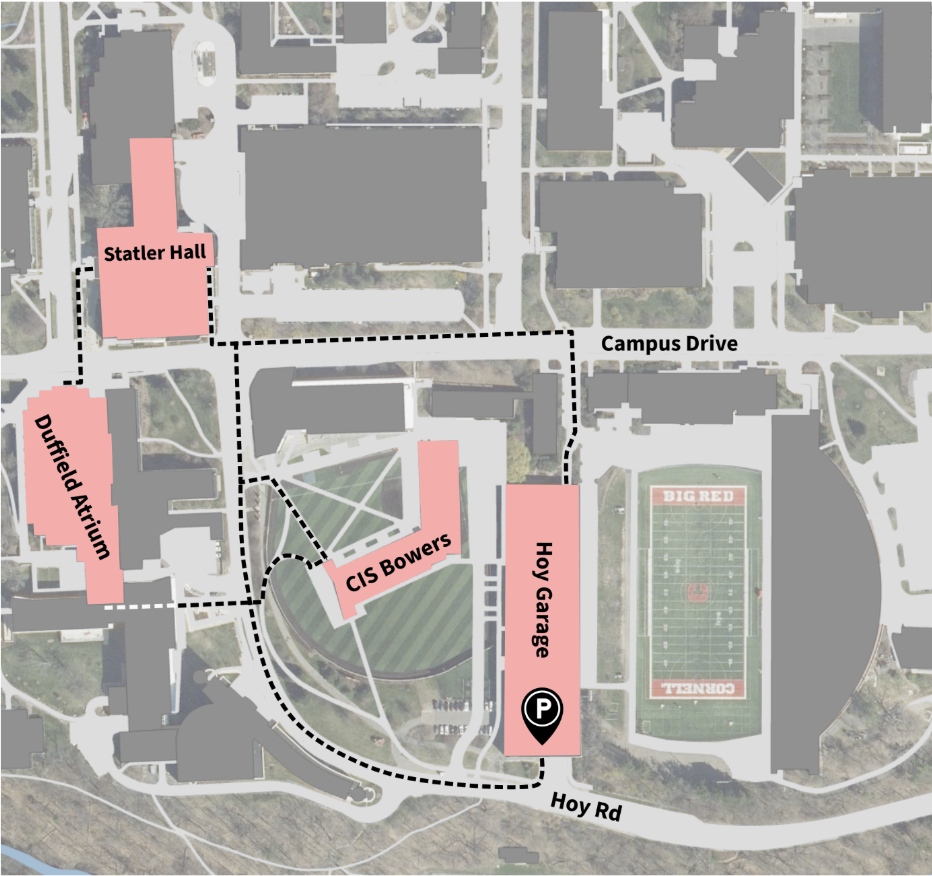 Statler Hall
Campus Drive
Duffield Atrium
BIG RED
CIS Bowers
Hoy Garage
CORNELL
P
Hoy Rd